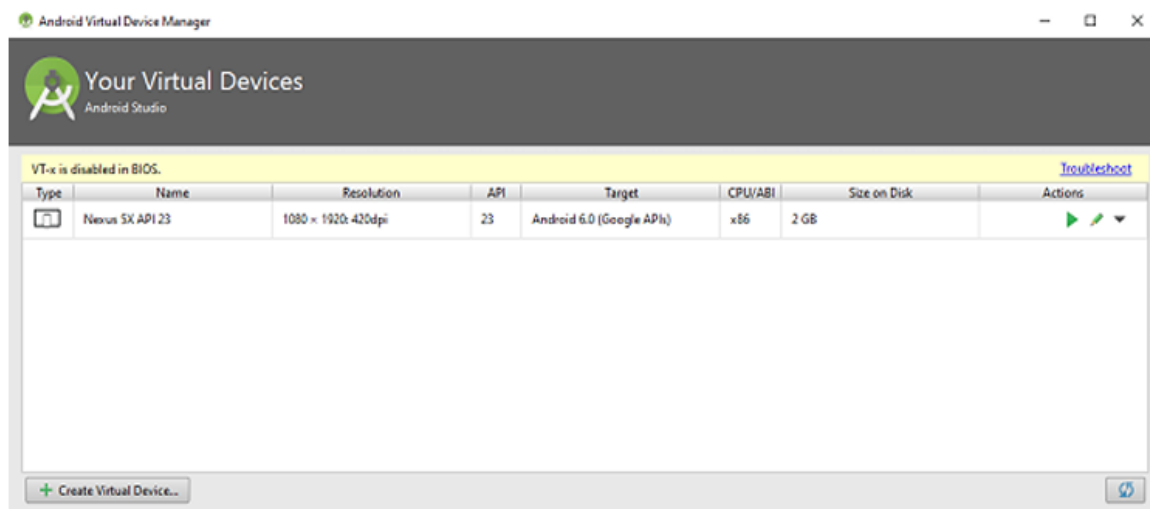 Android Virtual Device Manager
Your Virtual Devices
Android Studio
VT-x is disabled in BIOS. Troubleshoot
Type Name Resolution API Target CPU/ABI Size on Disk Actions
Nexus 5X API 23 1080 × 1920: 420dpi 23 Android 6.0 (Google APIs) x86 2 GB
+ Create Virtual Device...